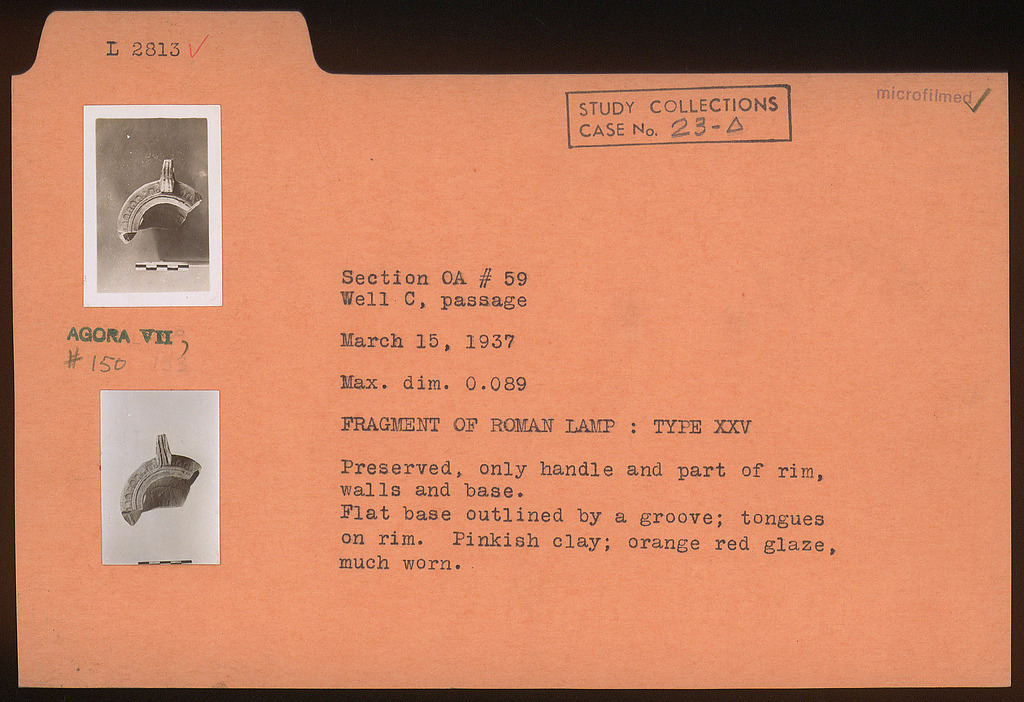 L 2813 ✓
STUDY COLLECTIONS
CASE No. 23-Δ
microfilmed ✓
AGORA VII,
# 150
Section OA # 59
Well C, passage
March 15, 1937
Max. dim. 0.089
FRAGMENT OF ROMAN LAMP : TYPE XXV
Preserved, only handle and part of rim,
walls and base.
Flat base outlined by a groove; tongues
on rim. Pinkish clay; orange red glaze,
much worn.